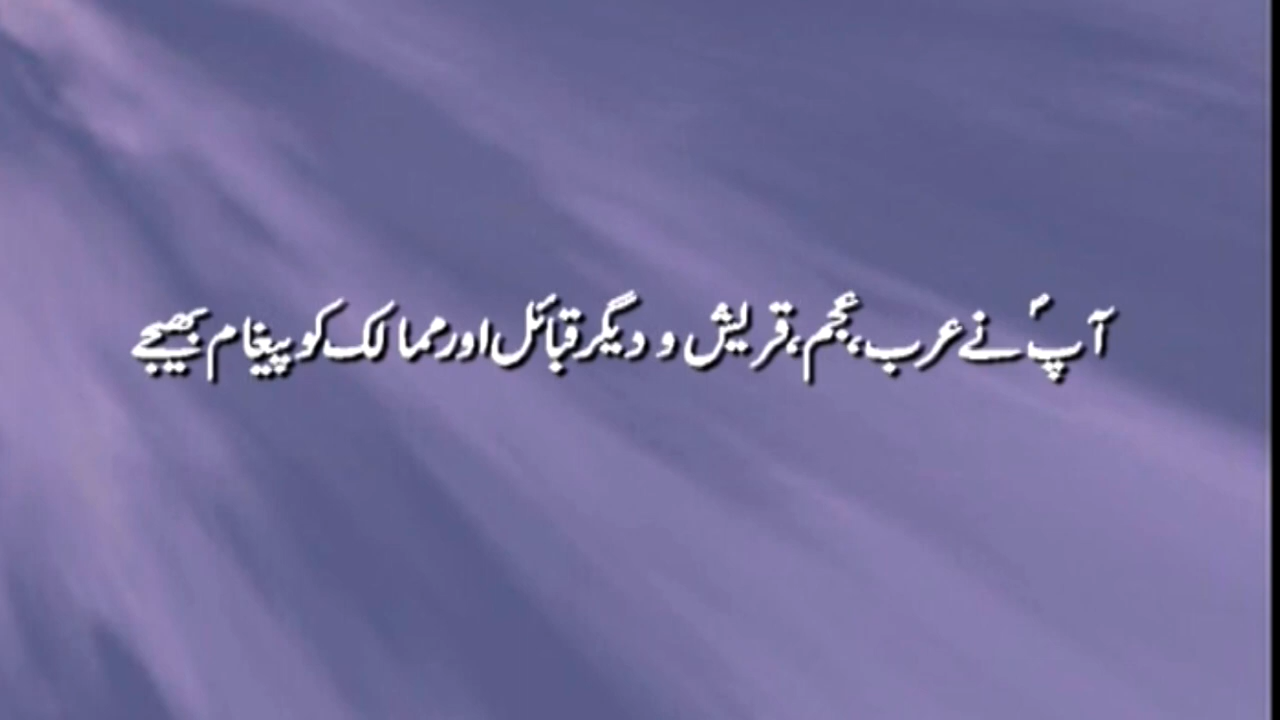 آپؐ نے عرب، عجم، قریش و دیگر قبائل اور ممالک کو پیغام بھیجے